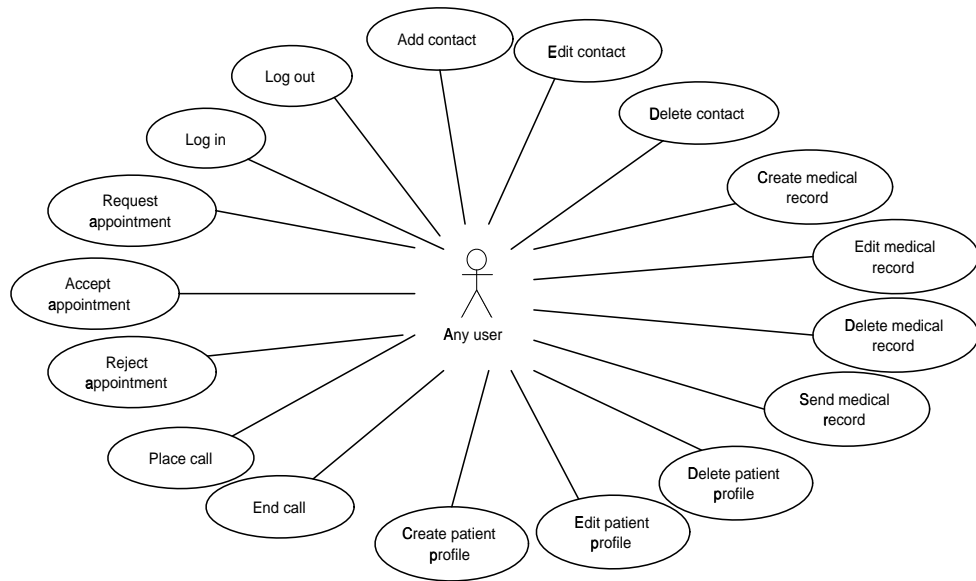 Add contact
Edit contact
Log out
Delete contact
Log in
Create medical
record
Request
appointment
Edit medical
record
Accept
appointment
Any user
Delete medical
record
Reject
appointment
Send medical
record
Place call
Delete patient
profile
End call
Edit patient
profile
Create patient
profile